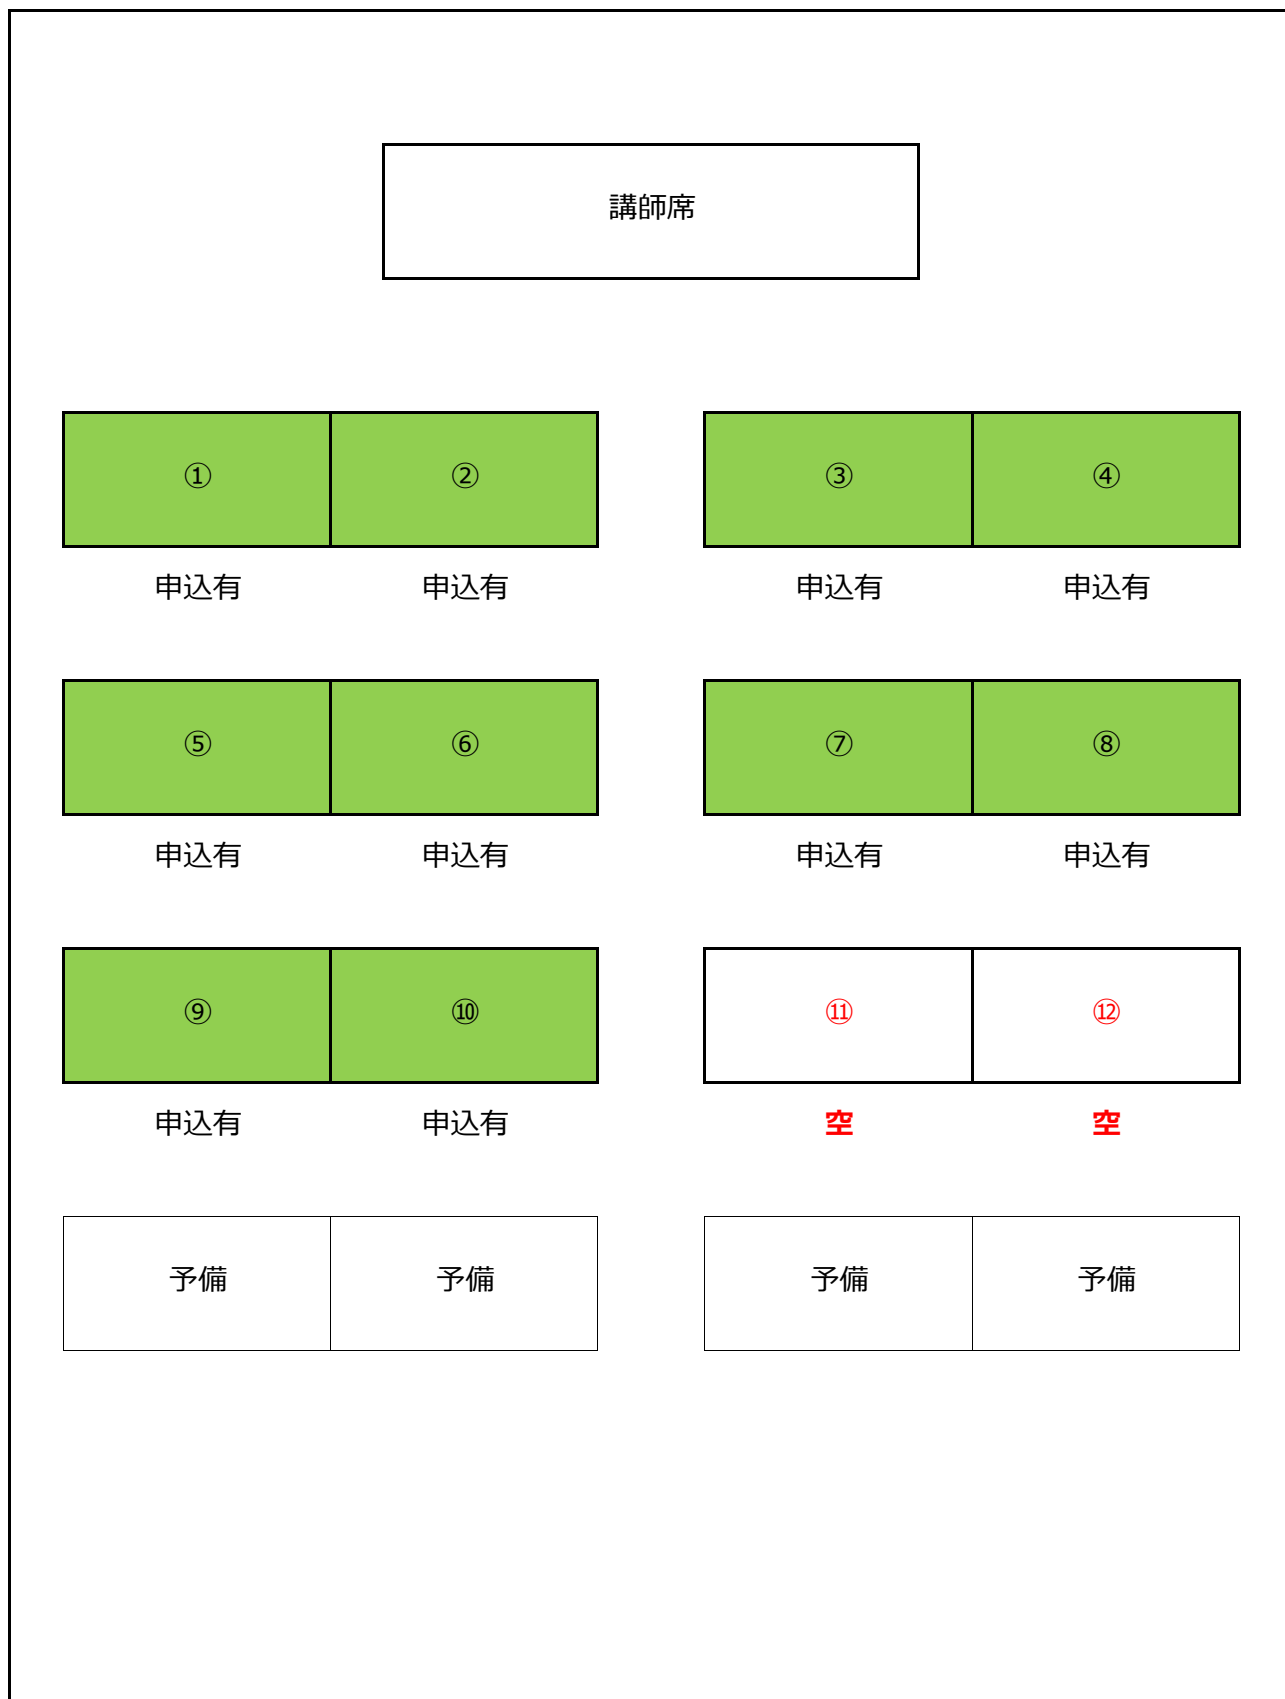 講師席
① ② ③ ④
申込有 申込有 申込有 申込有
⑤ ⑥ ⑦ ⑧
申込有 申込有 申込有 申込有
⑨ ⑩ ⑪ ⑫
申込有 申込有 空 空
予備 予備 予備 予備